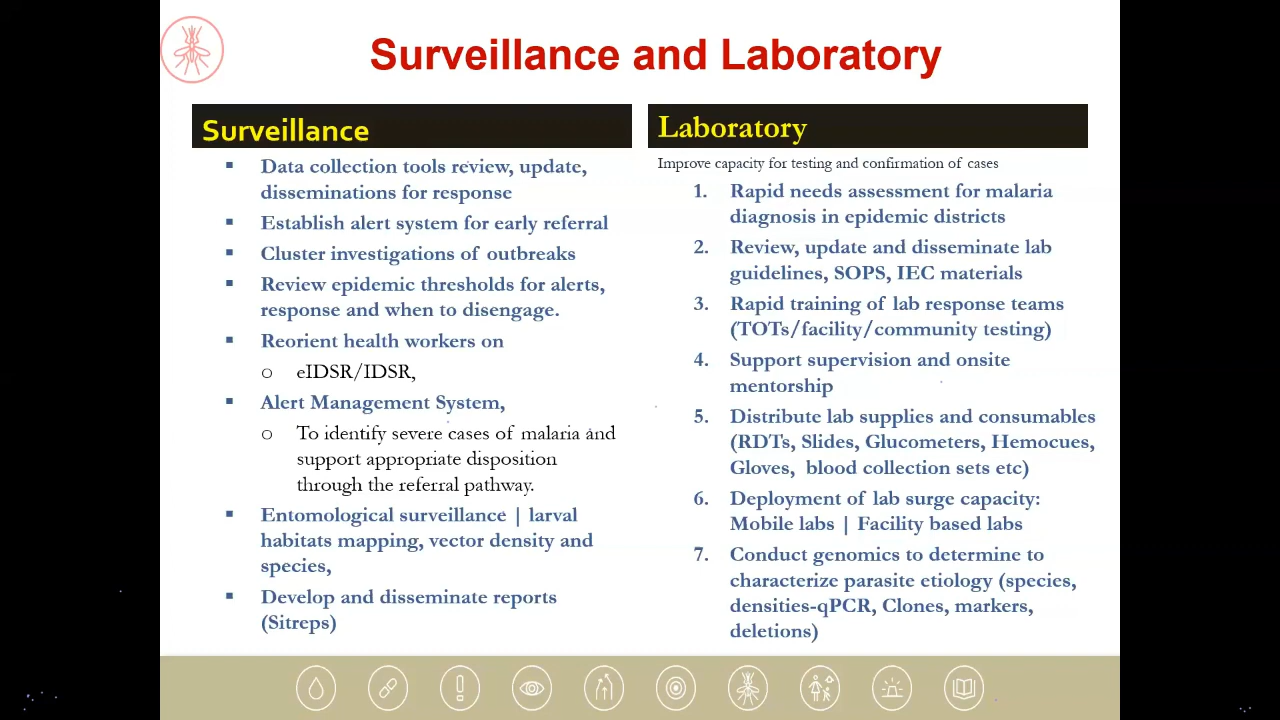 Surveillance and Laboratory
Surveillance
▪ Data collection tools review, update,
disseminations for response
▪ Establish alert system for early referral
▪ Cluster investigations of outbreaks
▪ Review epidemic thresholds for alerts,
response and when to disengage.
▪ Reorient health workers on
o eIDSR/IDSR,
▪ Alert Management System,
o To identify severe cases of malaria and
support appropriate disposition
through the referral pathway.
▪ Entomological surveillance | larval
habitats mapping, vector density and
species,
▪ Develop and disseminate reports
(Sitreps)
Laboratory
Improve capacity for testing and confirmation of cases
1. Rapid needs assessment for malaria
diagnosis in epidemic districts
2. Review, update and disseminate lab
guidelines, SOPS, IEC materials
3. Rapid training of lab response teams
(TOTs/facility/community testing)
4. Support supervision and onsite
mentorship
5. Distribute lab supplies and consumables
(RDTs, Slides, Glucometers, Hemocues,
Gloves, blood collection sets etc)
6. Deployment of lab surge capacity:
Mobile labs | Facility based labs
7. Conduct genomics to determine to
characterize parasite etiology (species,
densities-qPCR, Clones, markers,
deletions)